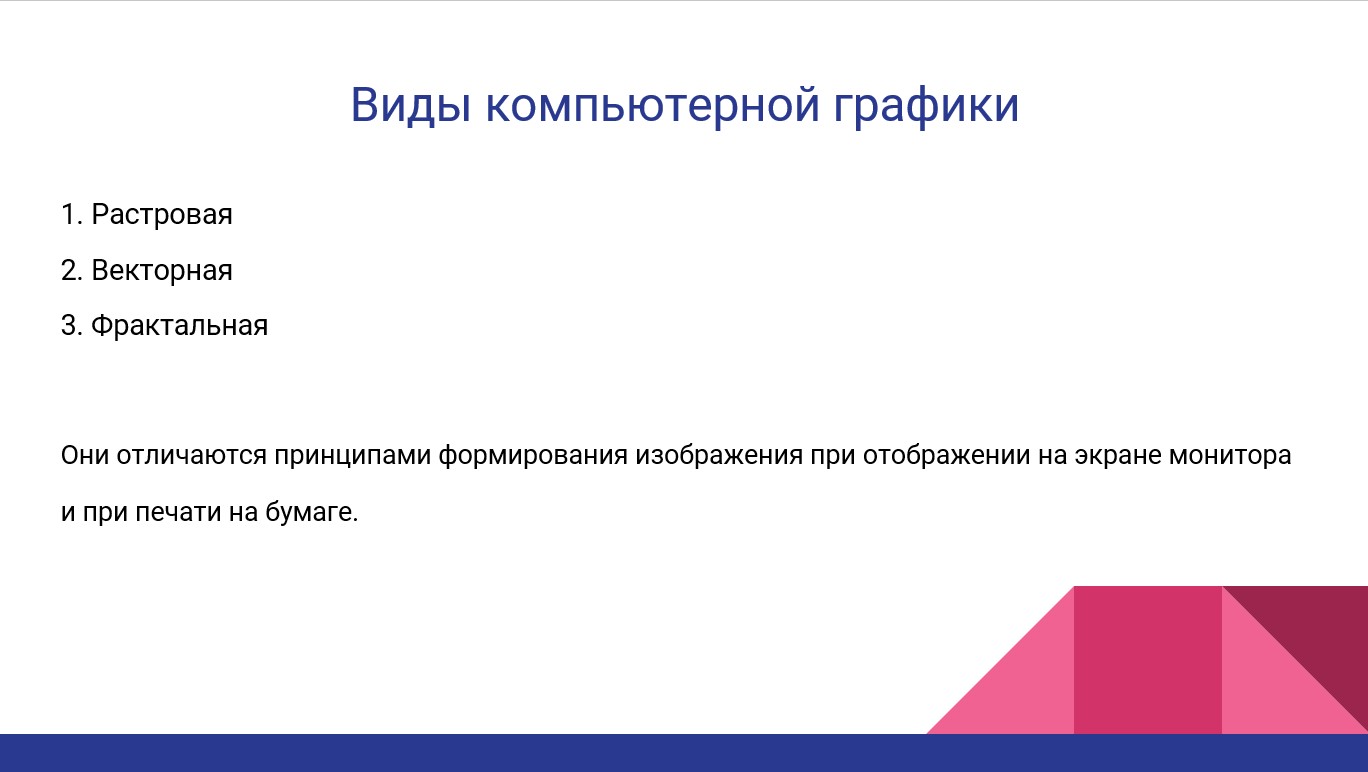 Виды компьютерной графики
1. Растровая
2. Векторная
3. Фрактальная
Они отличаются принципами формирования изображения при отображении на экране монитора
и при печати на бумаге.